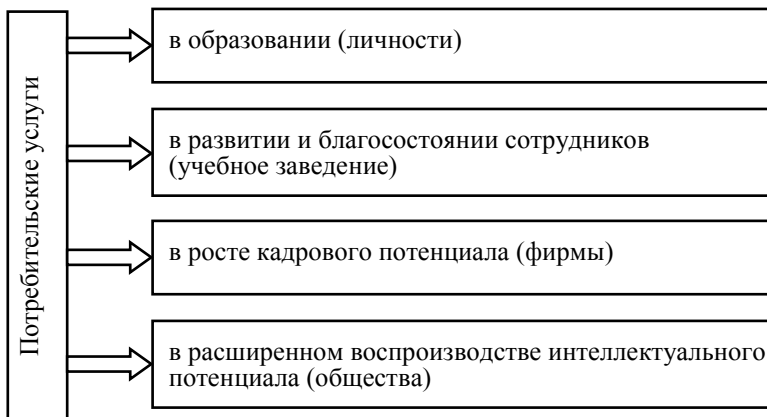 Потребительские услуги
в образовании (личности)
в развитии и благосостоянии сотрудников
(учебное заведение)
в росте кадрового потенциала (фирмы)
в расширенном воспроизводстве интеллектуального
потенциала (общества)